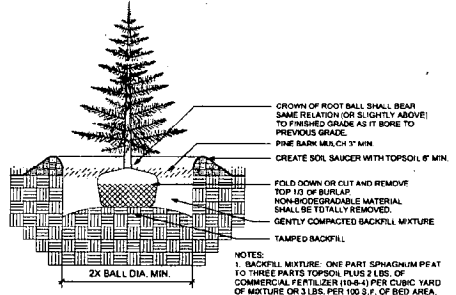 CROWN OF ROOT BALL SHALL BEAR
SAME RELATION (OR SLIGHTLY ABOVE)
TO FINISHED GRADE AS IT BORE TO
PREVIOUS GRADE.
PINE BARK MULCH 3" MIN.
CREATE SOIL SAUCER WITH TOPSOIL 6" MIN.
FOLD DOWN OR CUT AND REMOVE
TOP 1/3 OF BURLAP.
NON-BIODEGRADABLE MATERIAL
SHALL BE TOTALLY REMOVED.
GENTLY COMPACTED BACKFILL MIXTURE
TAMPED BACKFILL
2X BALL DIA. MIN.
NOTES:
1. BACKFILL MIXTURE: ONE PART SPHAGNUM PEAT
TO THREE PARTS TOPSOIL PLUS 2 LBS. OF
COMMERCIAL FERTILIZER (10-8-4) PER CUBIC YARD
OF MIXTURE OR 3 LBS. PER 100 S.F. OF BED AREA.